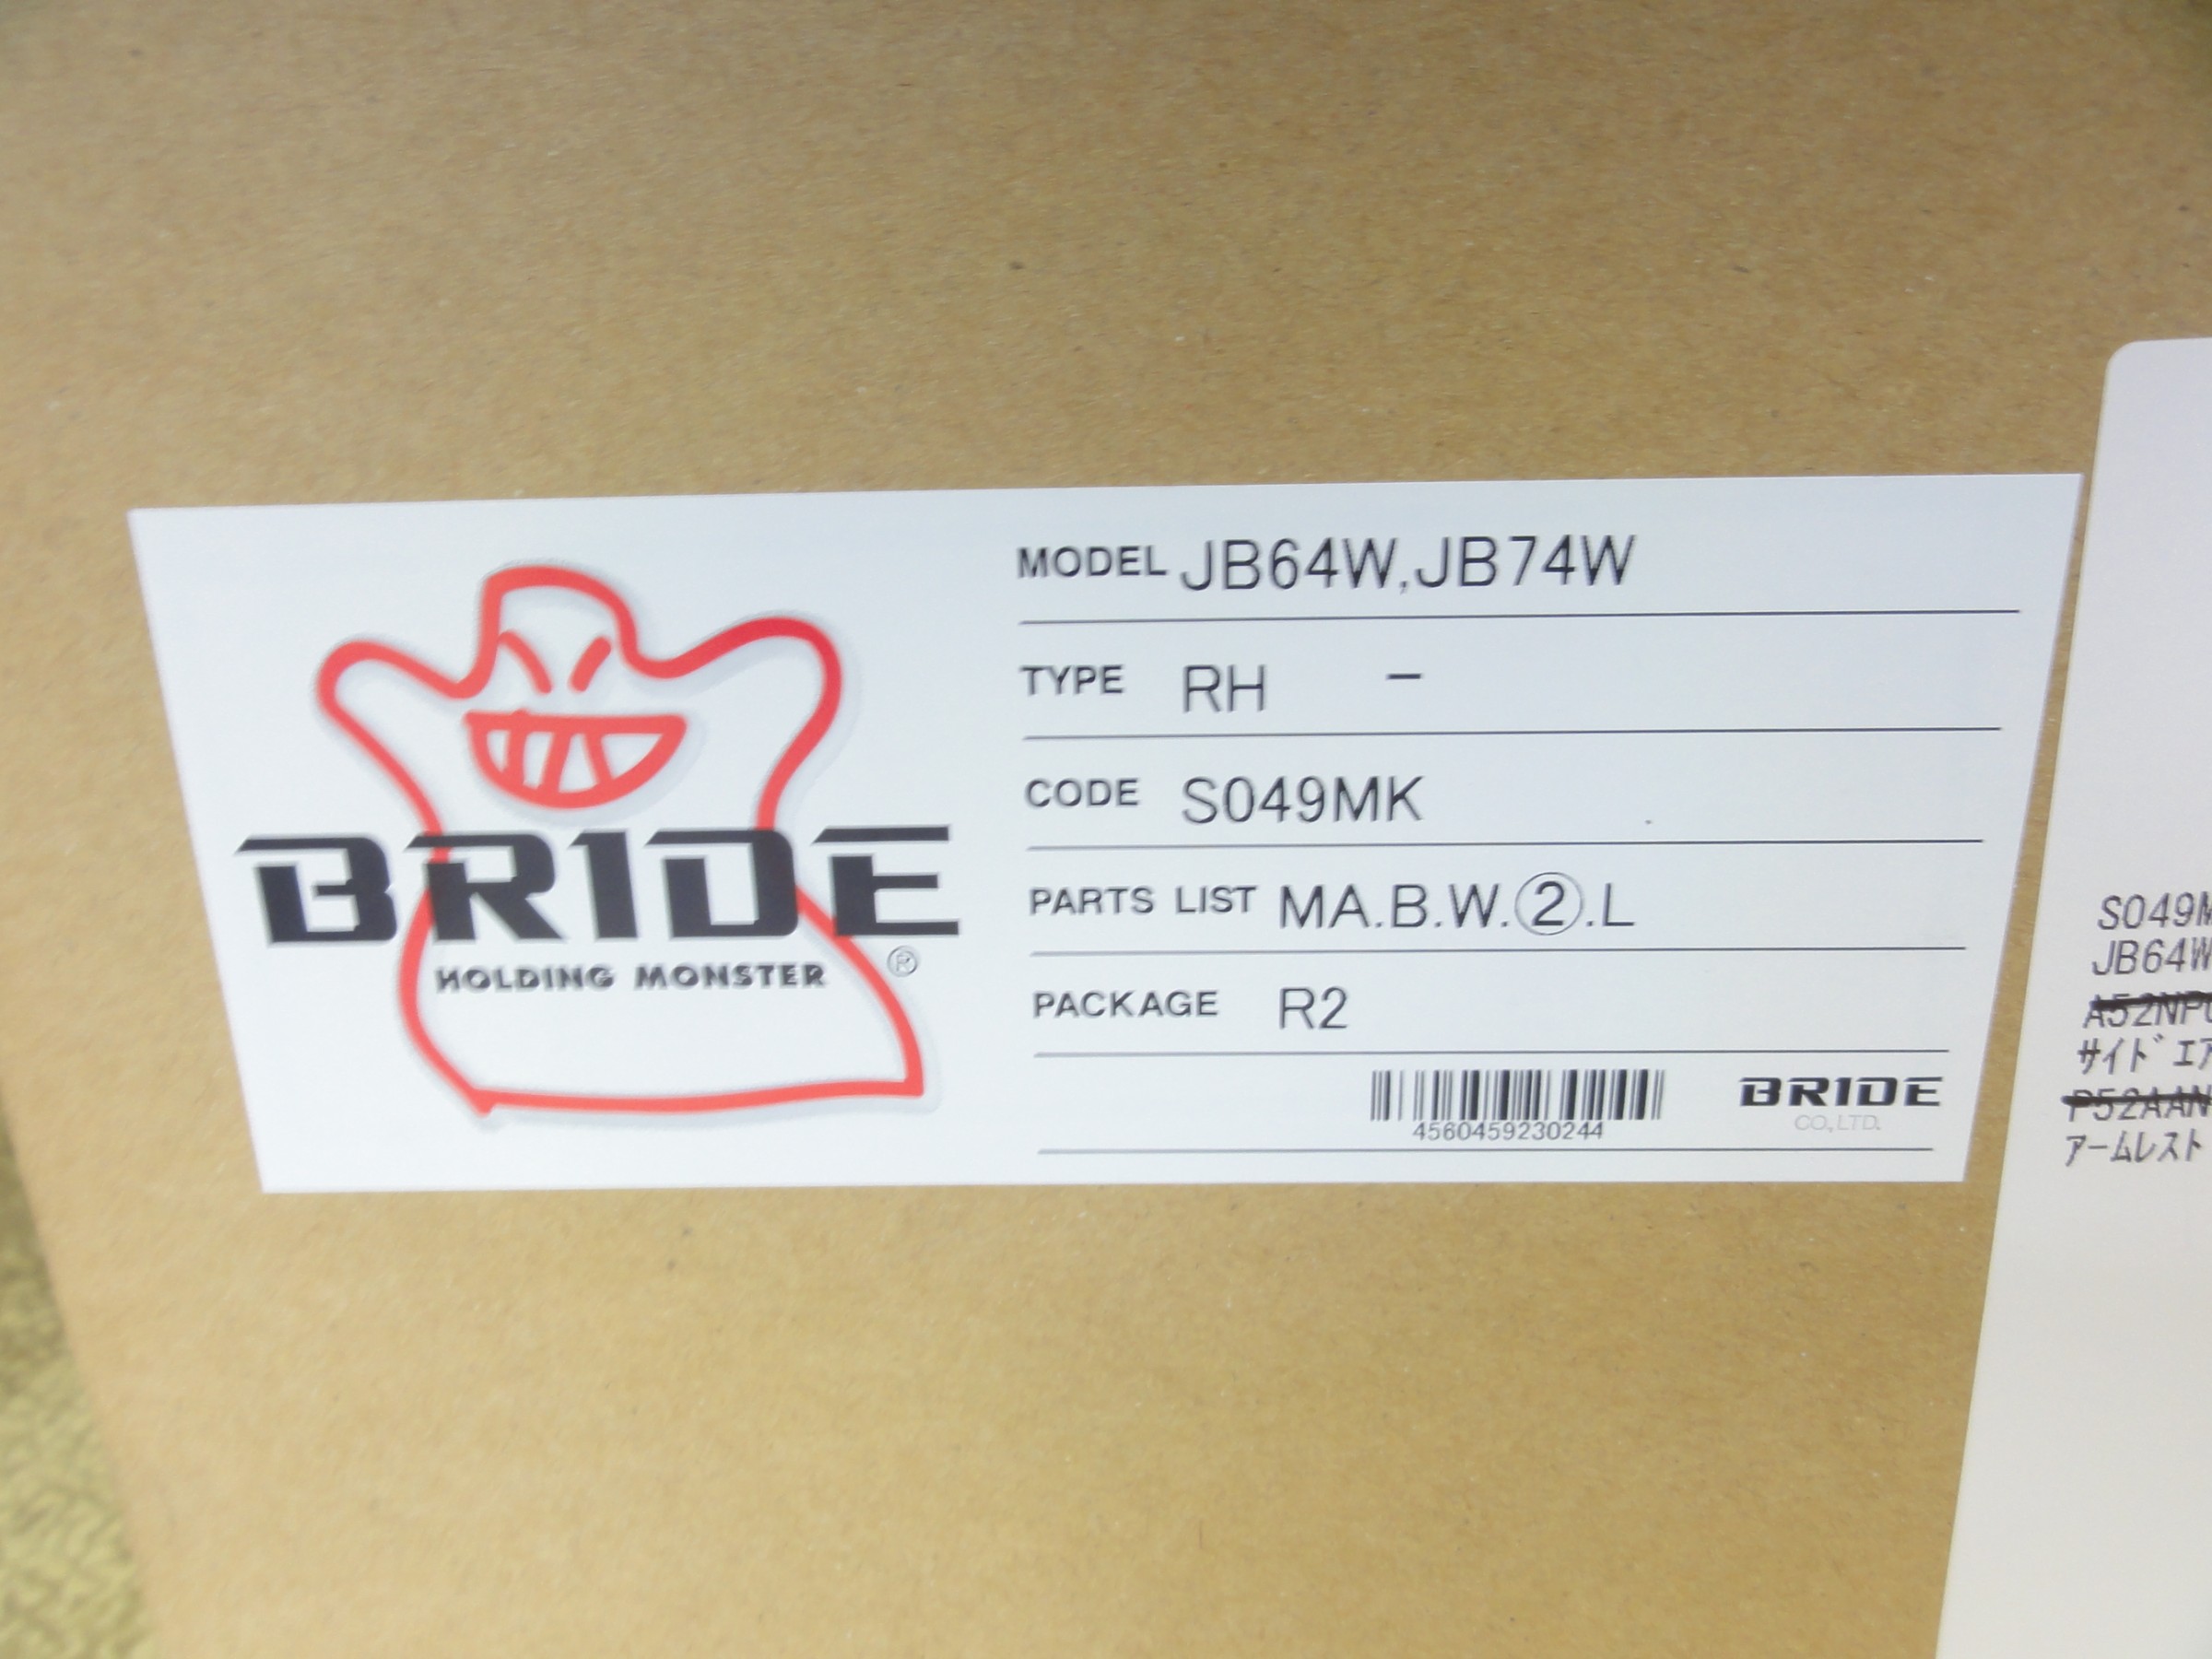 BRIDE
HOLDING MONSTER
®
MODEL JB64W,JB74W
TYPE RH -
CODE S049MK
PARTS LIST MA.B.W.②.L
PACKAGE R2
4560459230244
BRIDE
CO.,LTD.
S049M
JB64W
A52NP
サイドエア
P52AAN
アームレスト